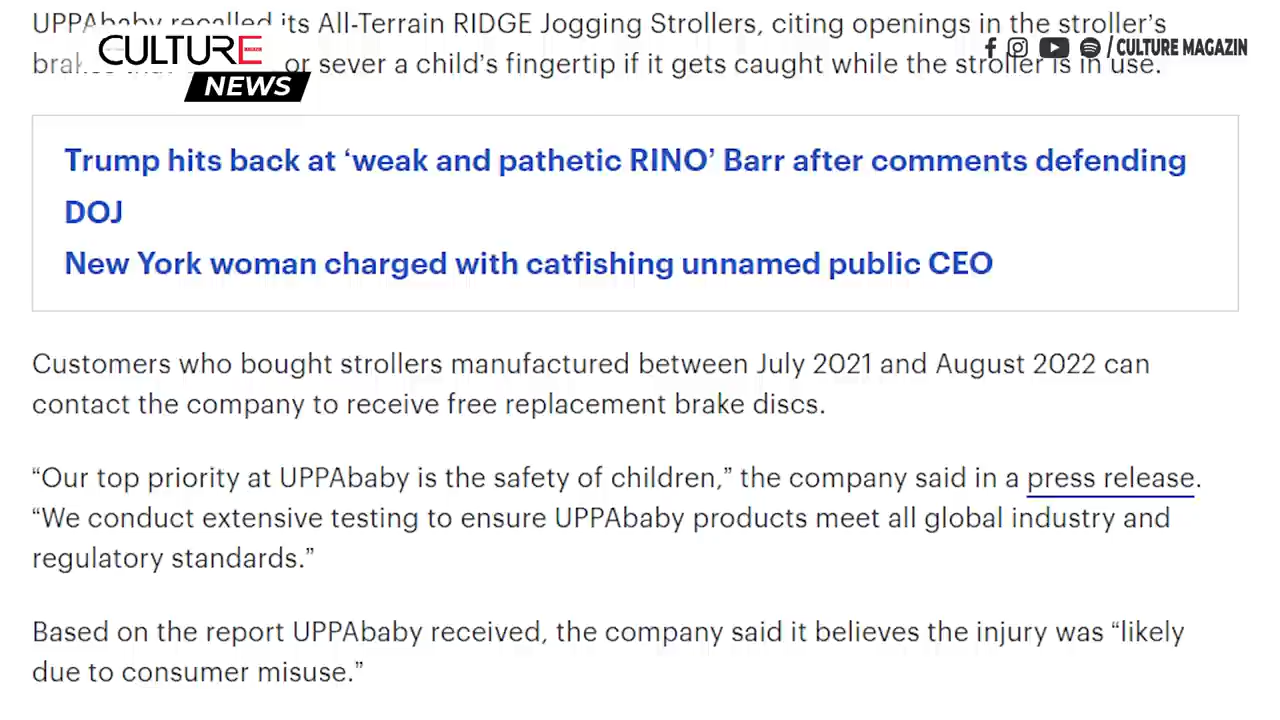 UPPAbaby recalled its All-Terrain RIDGE Jogging Strollers, citing openings in the stroller’s
or sever a child’s fingertip if it gets caught while the stroller is in use.
CULTURE
NEWS
/ CULTURE MAGAZIN
Trump hits back at ‘weak and pathetic RINO’ Barr after comments defending
DOJ
New York woman charged with catfishing unnamed public CEO
Customers who bought strollers manufactured between July 2021 and August 2022 can
contact the company to receive free replacement brake discs.
“Our top priority at UPPAbaby is the safety of children,” the company said in a press release.
“We conduct extensive testing to ensure UPPAbaby products meet all global industry and
regulatory standards.”
Based on the report UPPAbaby received, the company said it believes the injury was “likely
due to consumer misuse.”